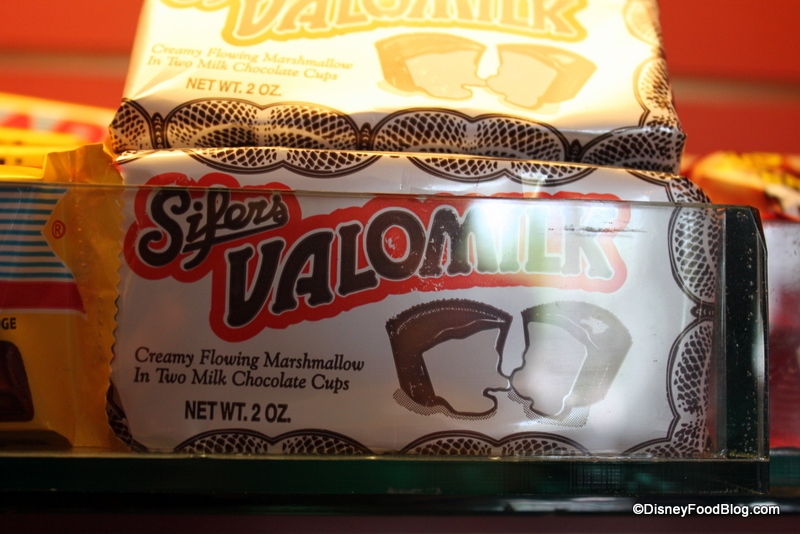 VALOMILK
Creamy Flowing Marshmallow
In Two Milk Chocolate Cups
NET WT. 2 OZ.
Sifers
VALOMILK
®
Creamy Flowing Marshmallow
In Two Milk Chocolate Cups
NET WT. 2 OZ.
©DisneyFoodBlog.com